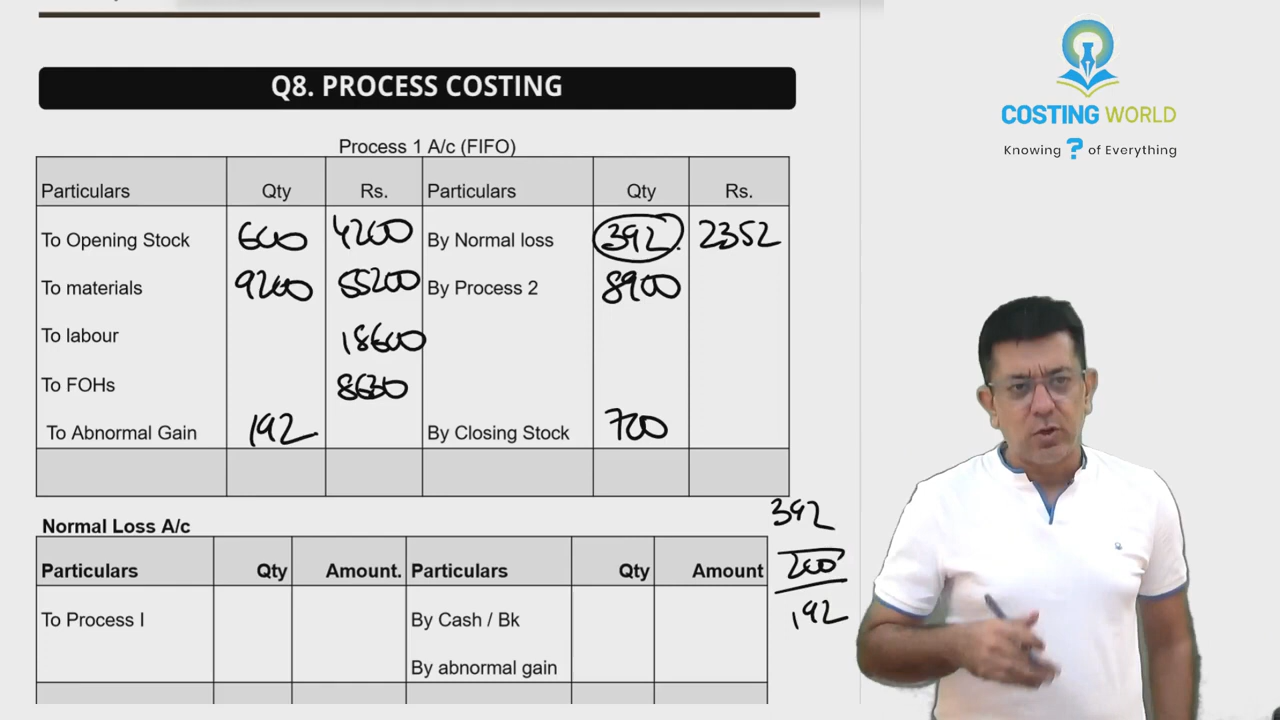 Q8. PROCESS COSTING
COSTING WORLD
Knowing ? of Everything
Process 1 A/c (FIFO)
Particulars Qty Rs. Particulars Qty Rs.
To Opening Stock 600 4200 By Normal loss 392 2352
To materials 9200 55200 By Process 2 8900
To labour 18600
To FOHs 8630
To Abnormal Gain 192 By Closing Stock 700
392
200
192
Normal Loss A/c
Particulars Qty Amount. Particulars Qty Amount
To Process I By Cash / Bk
By abnormal gain